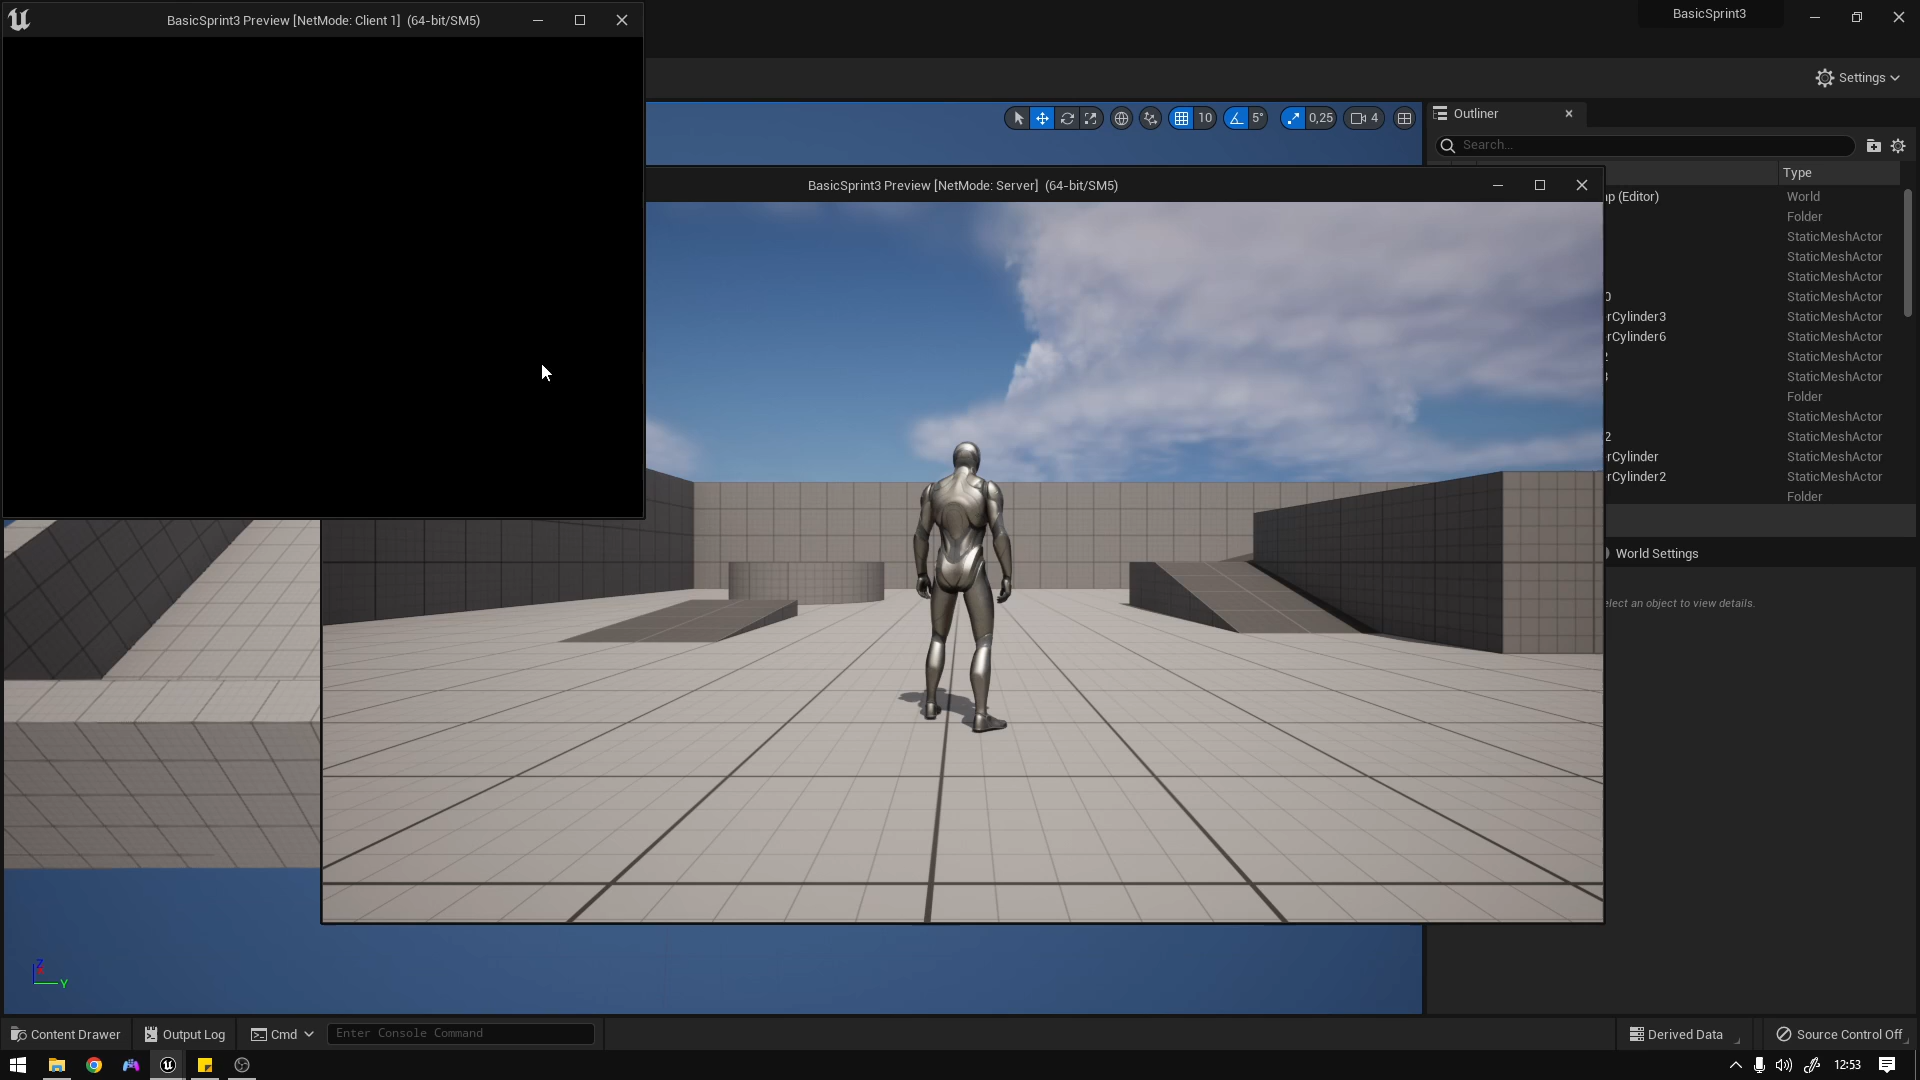 BasicSprint3 Preview [NetMode: Client 1] (64-bit/SM5)
BasicSprint3
Settings
10
5°
0,25
4
Outliner
Search...
BasicSprint3 Preview [NetMode: Server] (64-bit/SM5)
Type
(Editor)
World
Folder
StaticMeshActor
StaticMeshActor
StaticMeshActor
StaticMeshActor
rCylinder3
StaticMeshActor
rCylinder6
StaticMeshActor
StaticMeshActor
StaticMeshActor
Folder
StaticMeshActor
2
StaticMeshActor
rCylinder
StaticMeshActor
rCylinder2
StaticMeshActor
Folder
World Settings
elect an object to view details.
Z
Y
Content Drawer
Output Log
Cmd
Enter Console Command
Derived Data
Source Control Off
12:53